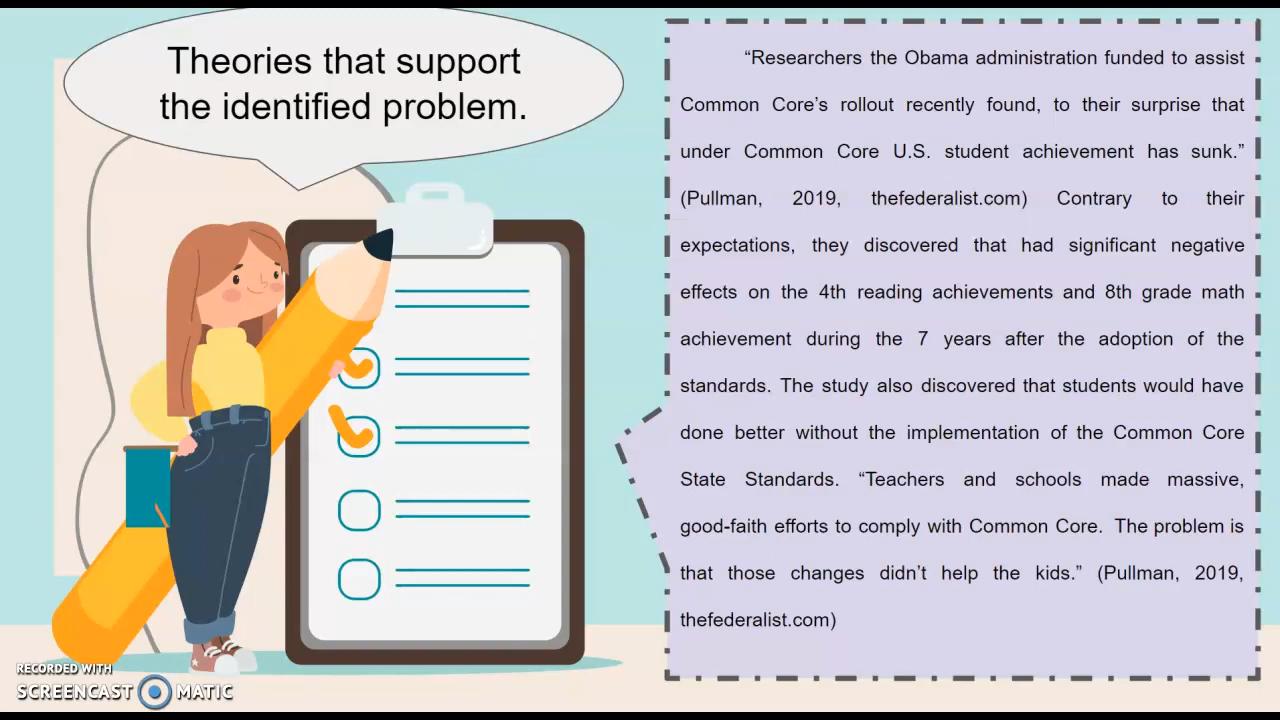 Theories that support
the identified problem.
“Researchers the Obama administration funded to assist
Common Core’s rollout recently found, to their surprise that
under Common Core U.S. student achievement has sunk.”
(Pullman, 2019, thefederalist.com) Contrary to their
expectations, they discovered that had significant negative
effects on the 4th reading achievements and 8th grade math
achievement during the 7 years after the adoption of the
standards. The study also discovered that students would have
done better without the implementation of the Common Core
State Standards. “Teachers and schools made massive,
good-faith efforts to comply with Common Core. The problem is
that those changes didn’t help the kids.” (Pullman, 2019,
thefederalist.com)
RECORDED WITH
SCREENCAST MATIC